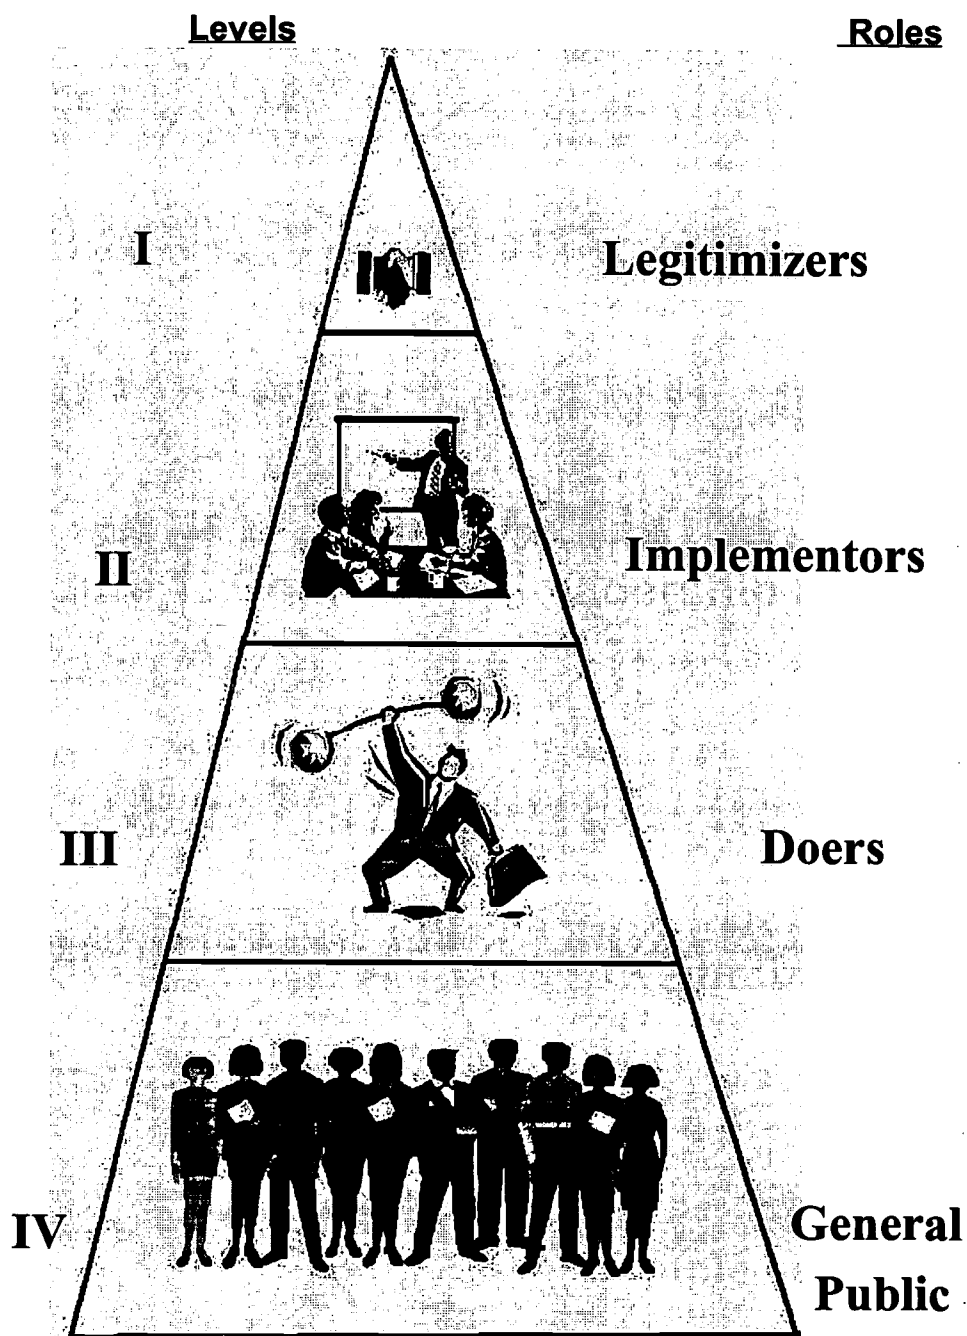 Levels Roles
I Legitimizers
II Implementors
III Doers
IV General
Public